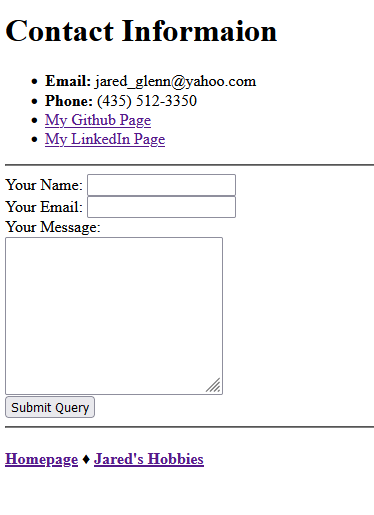 Contact Informaion
• Email: jared_glenn@yahoo.com
• Phone: (435) 512-3350
• My Github Page
• My LinkedIn Page
Your Name:
Your Email:
Your Message:
Submit Query
Homepage ♦ Jared's Hobbies